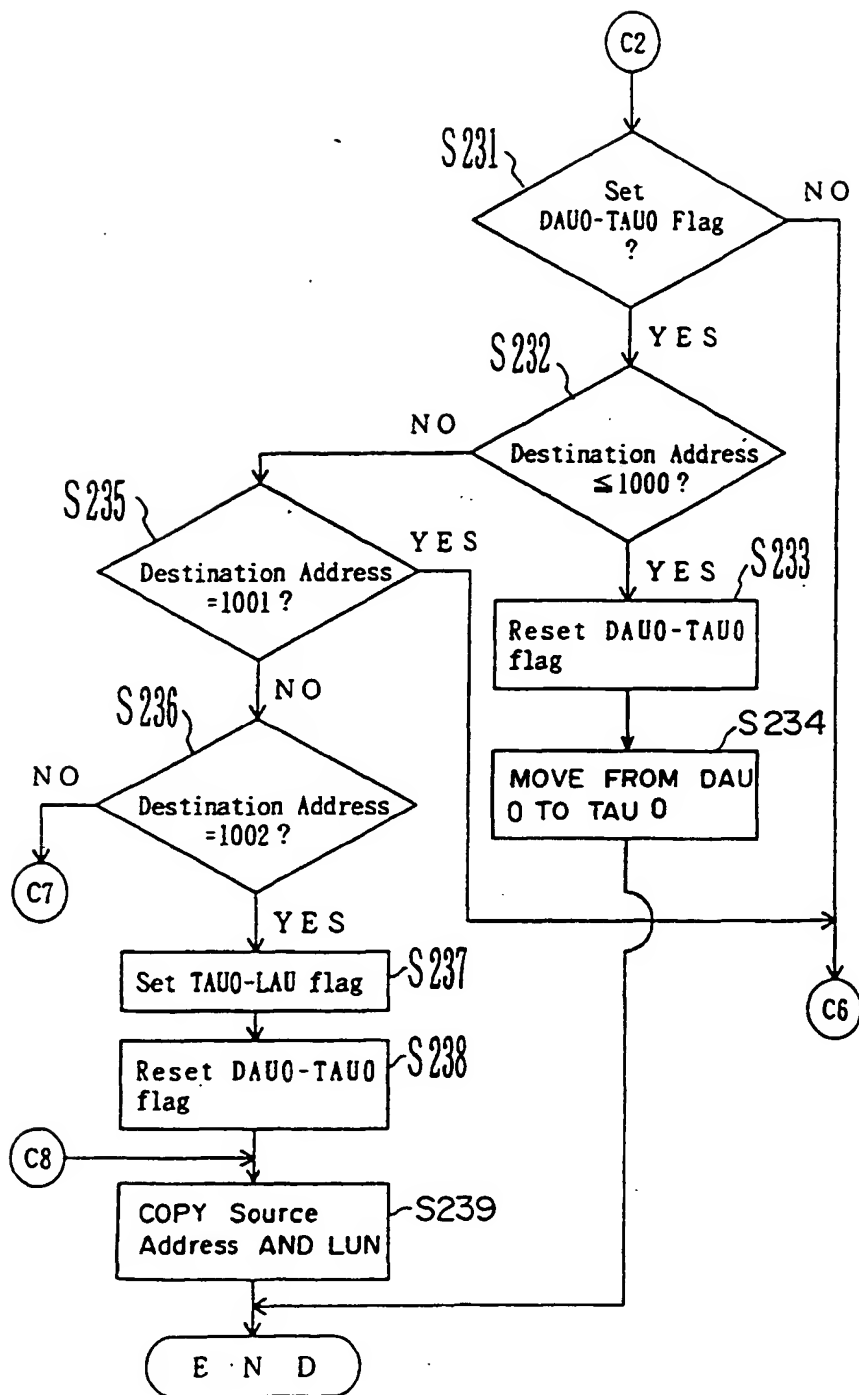 C2
S231
Set
DAU0-TAU0 Flag
?
NO
YES
S232
Destination Address
≦1000?
NO
YES
S235
Destination Address
=1001?
YES
NO
S233
Reset DAU0-TAU0
flag
S234
MOVE FROM DAU
0 TO TAU 0
S236
Destination Address
=1002?
NO
C7
YES
C6
Set TAU0-LAU flag
S237
Reset DAU0-TAU0
flag
S238
C8
COPY Source
Address AND LUN
S239
END